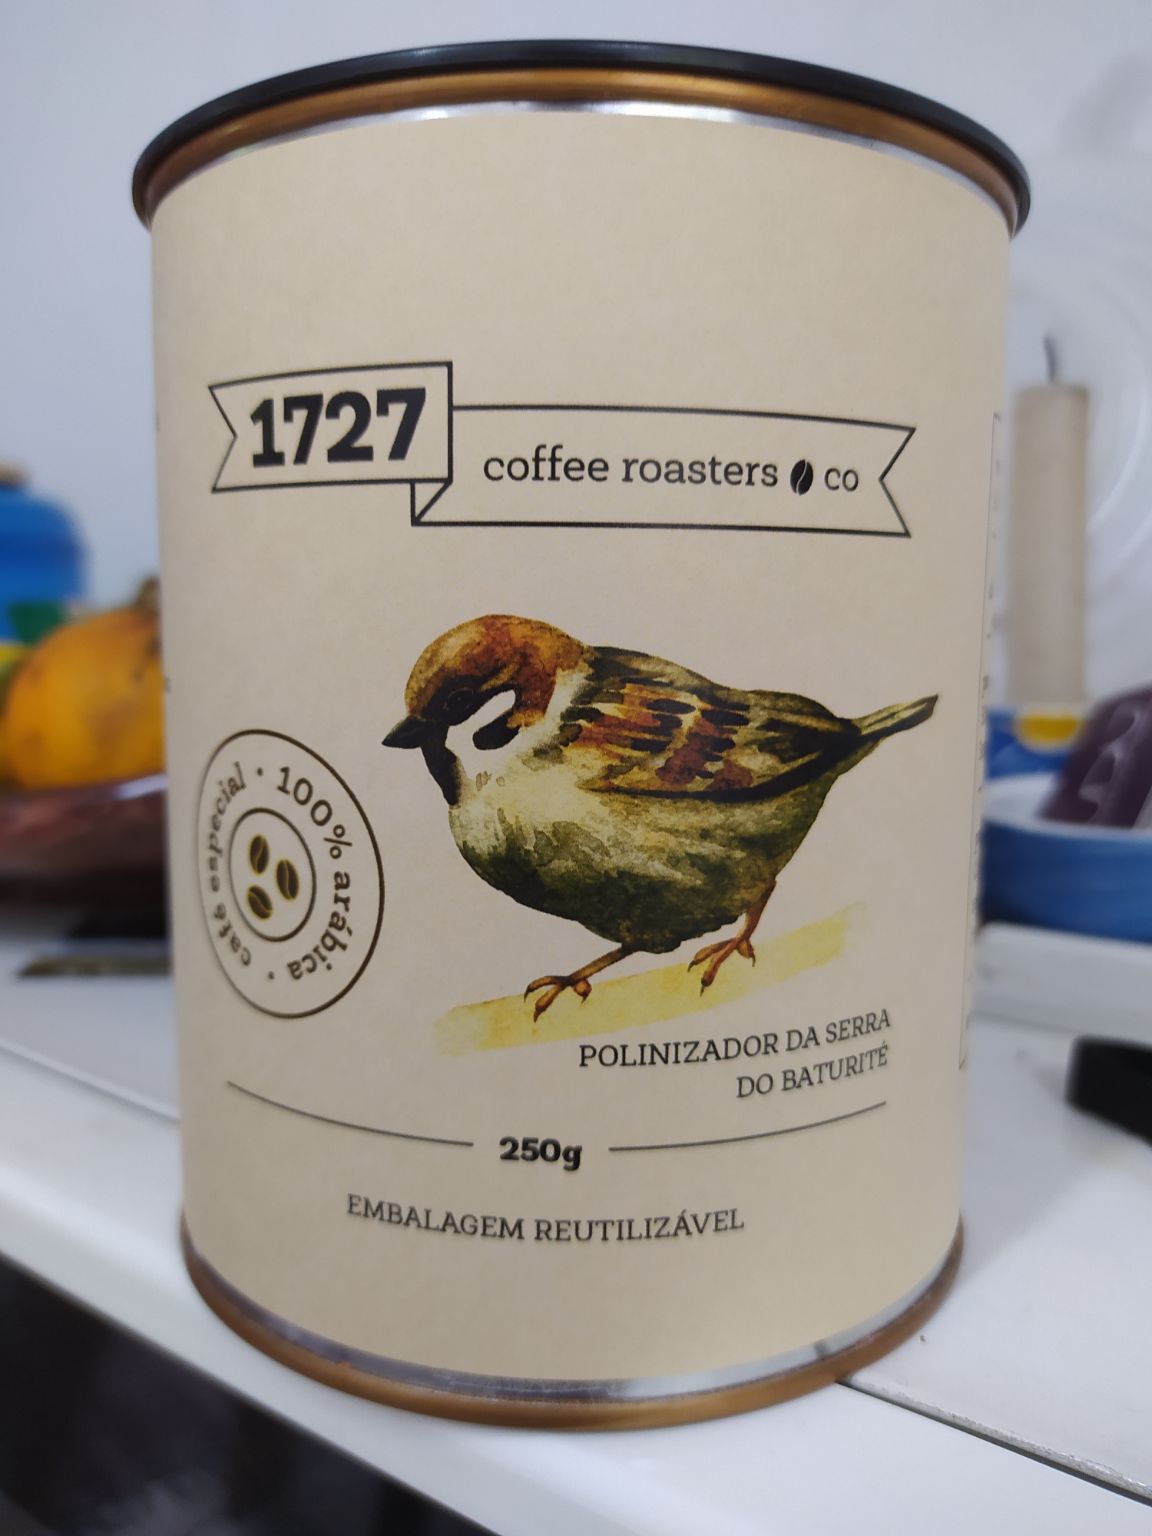 1727
coffee roasters co
café especial • 100% arábica •
POLINIZADOR DA SERRA
DO BATURITÉ
250g
EMBALAGEM REUTILIZÁVEL